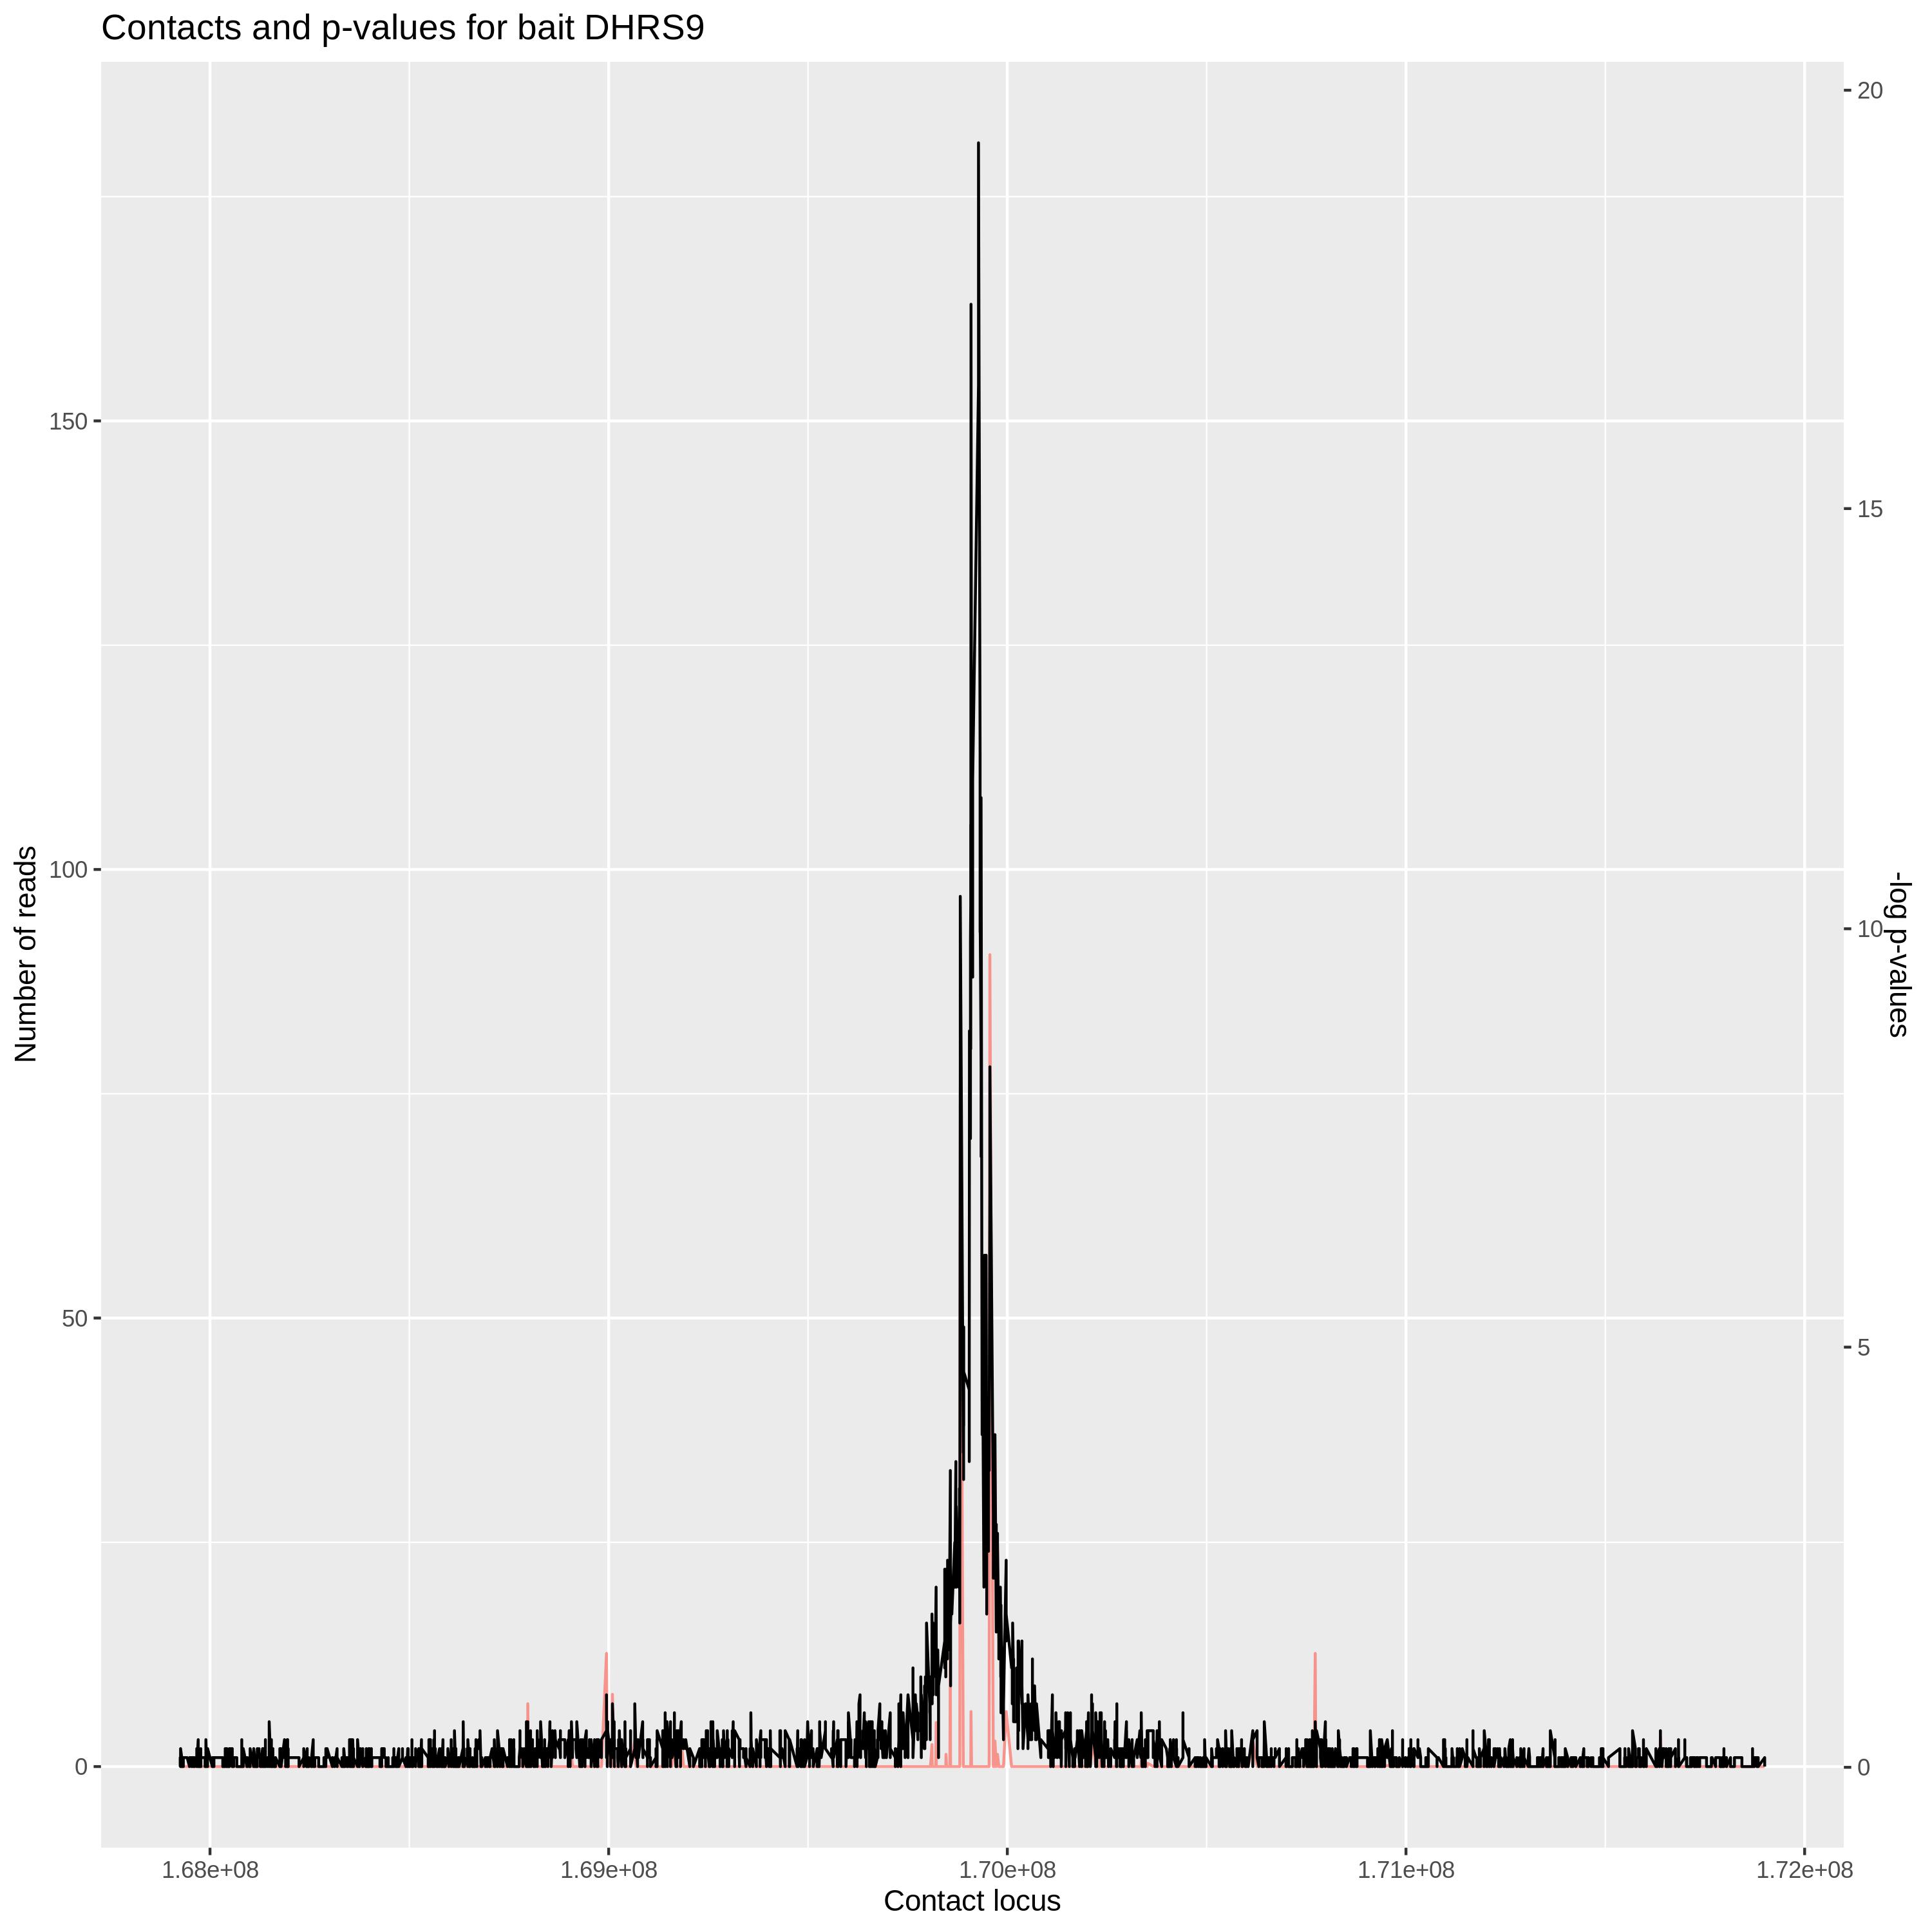 Contacts and p-values for bait DHRS9
Number of reads
150
100
50
0
20
15
10
5
0
-log p-values
1.68e+08 1.69e+08 1.70e+08 1.71e+08 1.72e+08
Contact locus